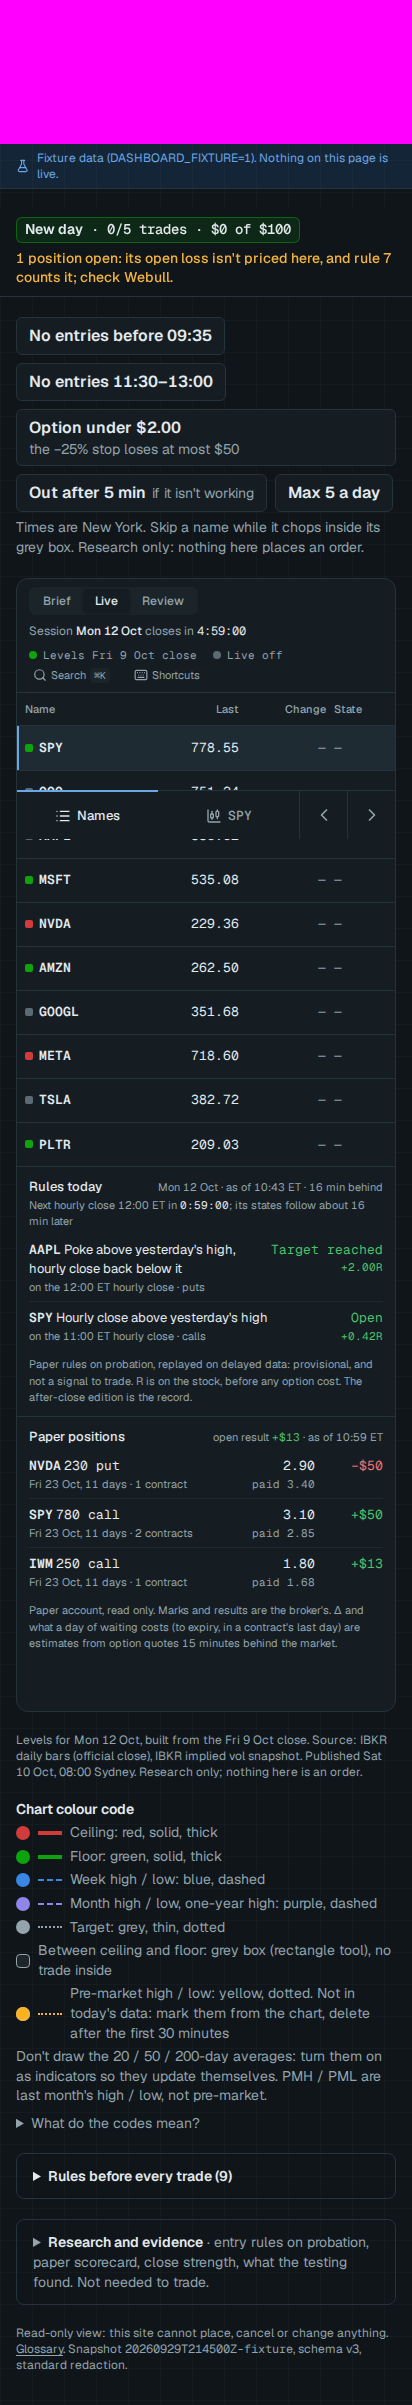 Fixture data (DASHBOARD_FIXTURE=1). Nothing on this page is
live.
New day · 0/5 trades · $0 of $100
1 position open: its open loss isn't priced here, and rule 7
counts it; check Webull.
No entries before 09:35
No entries 11:30–13:00
Option under $2.00
the −25% stop loses at most $50
Out after 5 min if it isn't working
Max 5 a day
Times are New York. Skip a name while it chops inside its
grey box. Research only: nothing here places an order.
Brief Live Review
Session Mon 12 Oct closes in 4:59:00
Levels Fri 9 Oct close Live off
Search ⌘K Shortcuts
Name Last Change State
SPY 778.55 — —
Names SPY
MSFT 535.08 — —
NVDA 229.36 — —
AMZN 262.50 — —
GOOGL 351.68 — —
META 718.60 — —
TSLA 382.72 — —
PLTR 209.03 — —
Rules today Mon 12 Oct · as of 10:43 ET · 16 min behind
Next hourly close 12:00 ET in 0:59:00; its states follow about 16
min later
AAPL Poke above yesterday's high, Target reached
hourly close back below it +2.00R
on the 12:00 ET hourly close · puts
SPY Hourly close above yesterday's high Open
on the 11:00 ET hourly close · calls +0.42R
Paper rules on probation, replayed on delayed data: provisional, and
not a signal to trade. R is on the stock, before any option cost. The
after-close edition is the record.
Paper positions open result +$13 · as of 10:59 ET
NVDA 230 put 2.90 −$50
Fri 23 Oct, 11 days · 1 contract paid 3.40
SPY 780 call 3.10 +$50
Fri 23 Oct, 11 days · 2 contracts paid 2.85
IWM 250 call 1.80 +$13
Fri 23 Oct, 11 days · 1 contract paid 1.68
Paper account, read only. Marks and results are the broker's. Δ and
what a day of waiting costs (to expiry, in a contract's last day) are
estimates from option quotes 15 minutes behind the market.
Levels for Mon 12 Oct, built from the Fri 9 Oct close. Source: IBKR
daily bars (official close), IBKR implied vol snapshot. Published Sat
10 Oct, 08:00 Sydney. Research only; nothing here is an order.
Chart colour code
Ceiling: red, solid, thick
Floor: green, solid, thick
Week high / low: blue, dashed
Month high / low, one-year high: purple, dashed
Target: grey, thin, dotted
Between ceiling and floor: grey box (rectangle tool), no
trade inside
Pre-market high / low: yellow, dotted. Not in
today's data: mark them from the chart, delete
after the first 30 minutes
Don't draw the 20 / 50 / 200-day averages: turn them on
as indicators so they update themselves. PMH / PML are
last month's high / low, not pre-market.
What do the codes mean?
Rules before every trade (9)
Research and evidence · entry rules on probation,
paper scorecard, close strength, what the testing
found. Not needed to trade.
Read-only view: this site cannot place, cancel or change anything.
Glossary. Snapshot 20260929T214500Z-fixture, schema v3,
standard redaction.